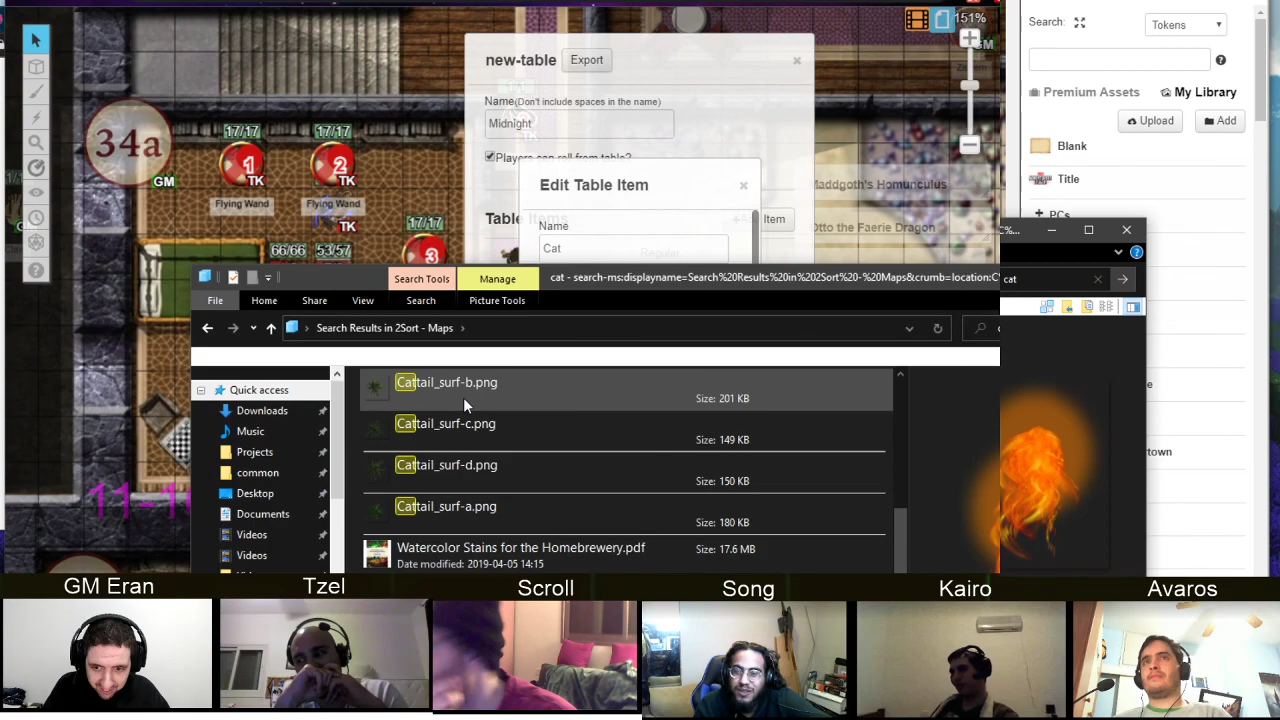 151%
Search:
Tokens
GM
new-table
Export
Name(Don't include spaces in the name)
Midnight
Players can roll from table?
Premium Assets
My Library
Upload
Add
Blank
Title
PCs
34a
GM
17/17
17/17
1
2
TK
TK
Flying Wand
Flying Wand
TK
17/17
66/66
53/57
3
Edit Table Item
Table Items
Item
Name
Cat
Regular
Maddgoth's Homunculus
Otto the Faerie Dragon
Search Tools
Manage
cat - search-ms:displayname=Search%20Results%20in%202Sort%20-%20Maps&crumb=location:C
File
Home
Share
View
Search
Picture Tools
Search Results in 2Sort - Maps
cat
Quick access
Downloads
Music
Projects
common
Desktop
Documents
Videos
Videos
Cattail_surf-b.png
Size: 201 KB
Cattail_surf-c.png
Size: 149 KB
Cattail_surf-d.png
Size: 150 KB
Cattail_surf-a.png
Size: 180 KB
Watercolor Stains for the Homebrewery.pdf
Size: 17.6 MB
Date modified: 2019-04-05 14:15
GM Eran
Tzel
Scroll
Song
Kairo
Avaros